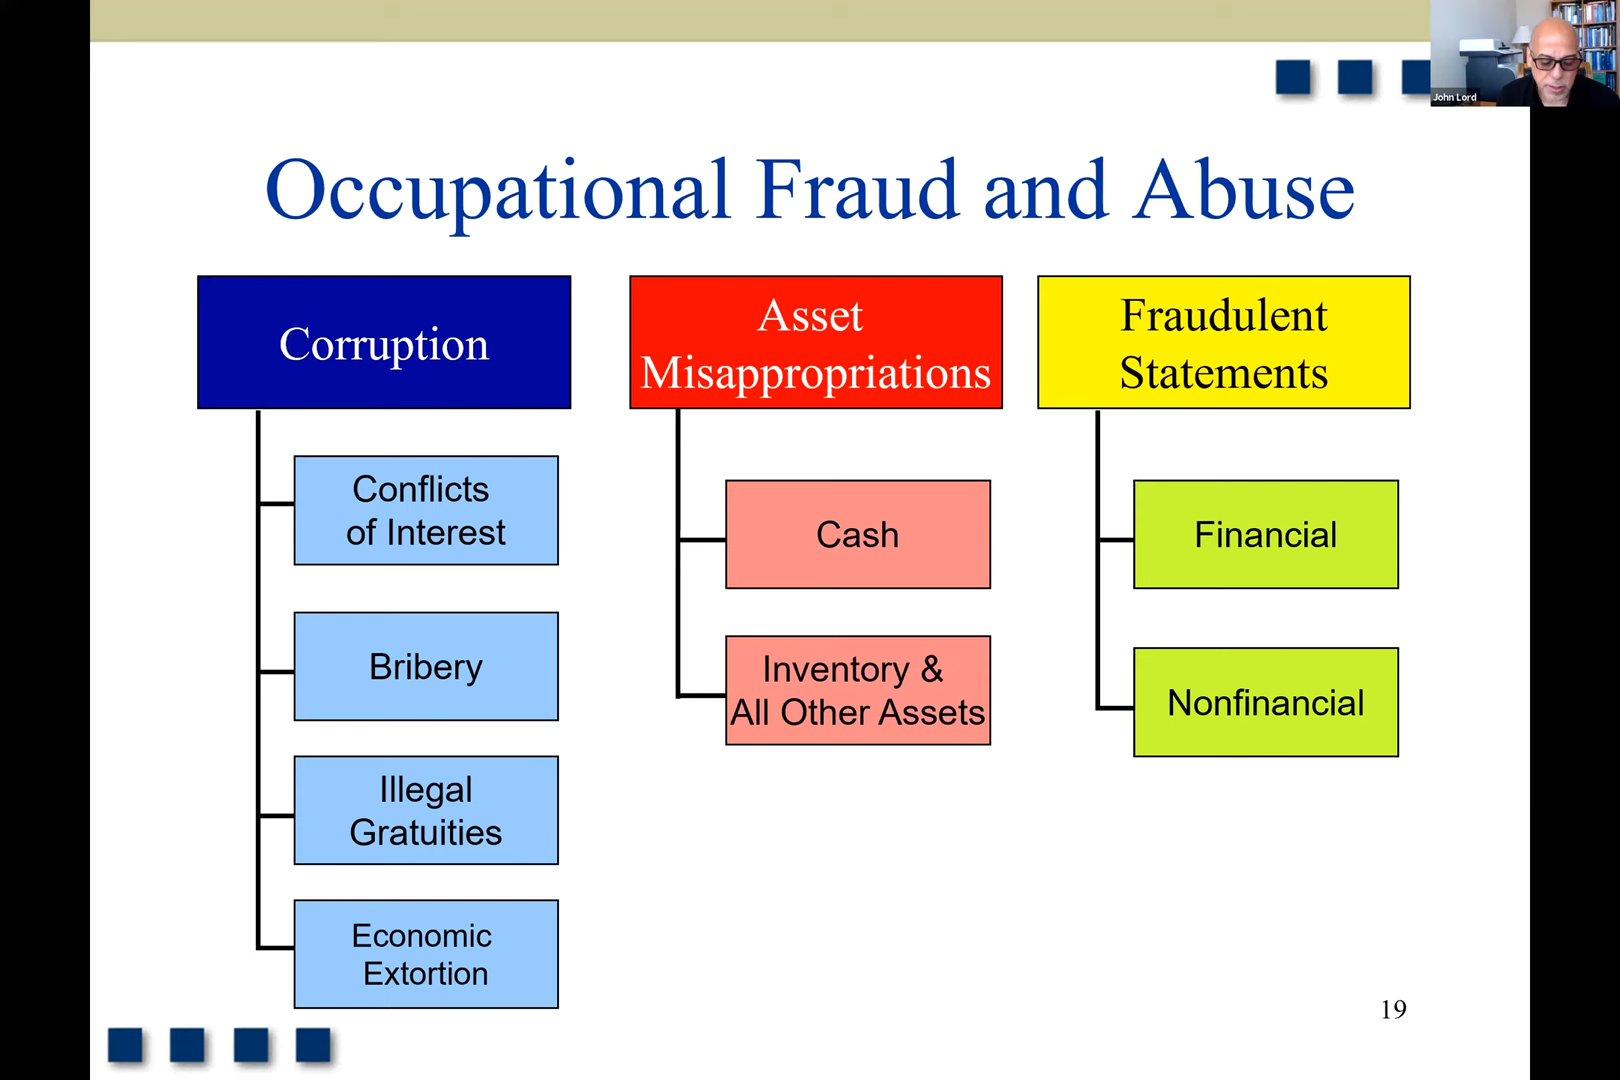 John Lord
Occupational Fraud and Abuse
Corruption
Conflicts
of Interest
Bribery
Illegal
Gratuities
Economic
Extortion
Asset
Misappropriations
Cash
Inventory &
All Other Assets
Fraudulent
Statements
Financial
Nonfinancial
19